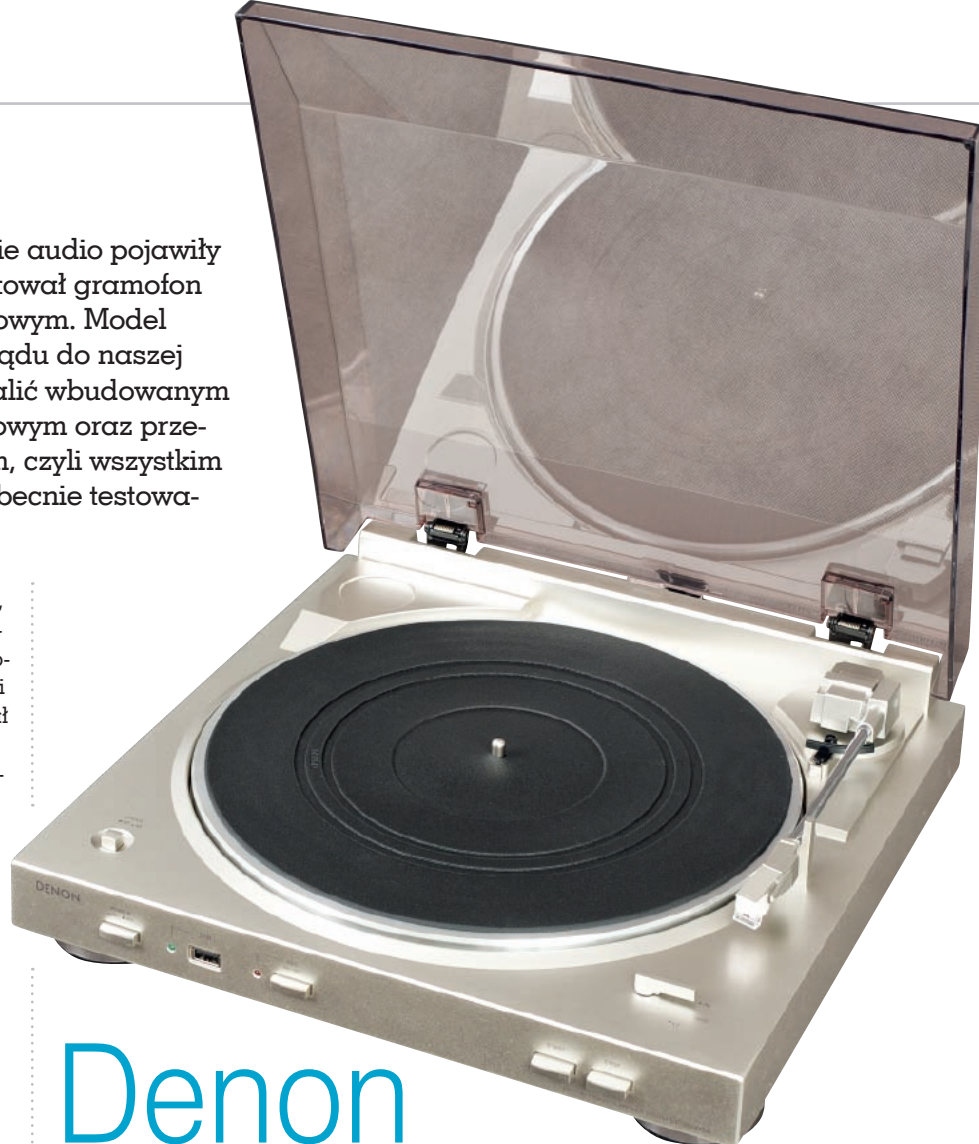 ie audio pojawiły
tował gramofon
owym. Model
ądu do naszej
alić wbudowanym
owym oraz prze-
n, czyli wszystkim
becnie testowa-
DENON
Denon